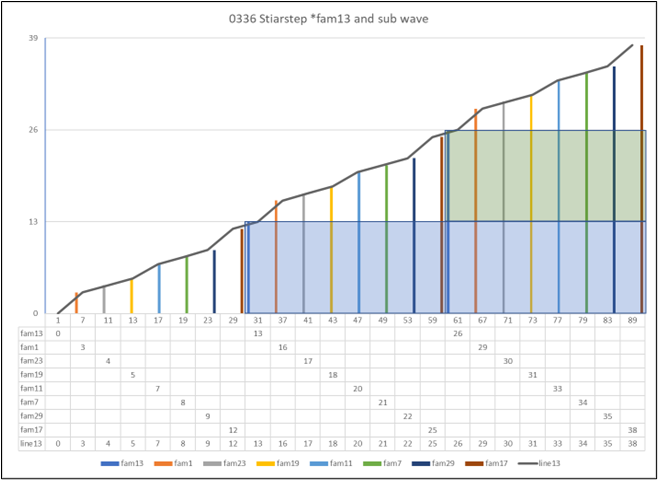 0336 Stiarstep *fam13 and sub wave
39
26
13
0
1 7 11 13 17 19 23 29 31 37 41 43 47 49 53 59 61 67 71 73 77 79 83 89
fam13 0 13 26
fam1 3 16 29
fam23 4 17 30
fam19 5 18 31
fam11 7 20 33
fam7 8 21 34
fam29 9 22 35
fam17 12 25 38
line13 0 3 4 5 7 8 9 12 13 16 17 18 20 21 22 25 26 29 30 31 33 34 35 38
fam13 fam1 fam23 fam19 fam11 fam7 fam29 fam17 line13